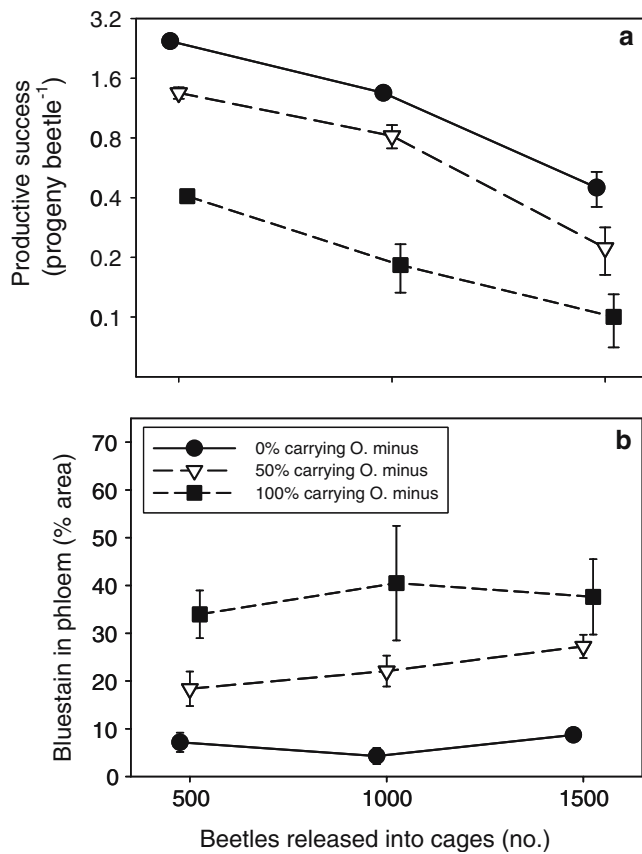 3.2
a
1.6
0.8
0.4
0.2
0.1
Productive success
(progeny beetle⁻¹)
b
70
60
50
40
30
20
10
0
Bluestain in phloem (% area)
0% carrying O. minus
50% carrying O. minus
100% carrying O. minus
500
1000
1500
Beetles released into cages (no.)